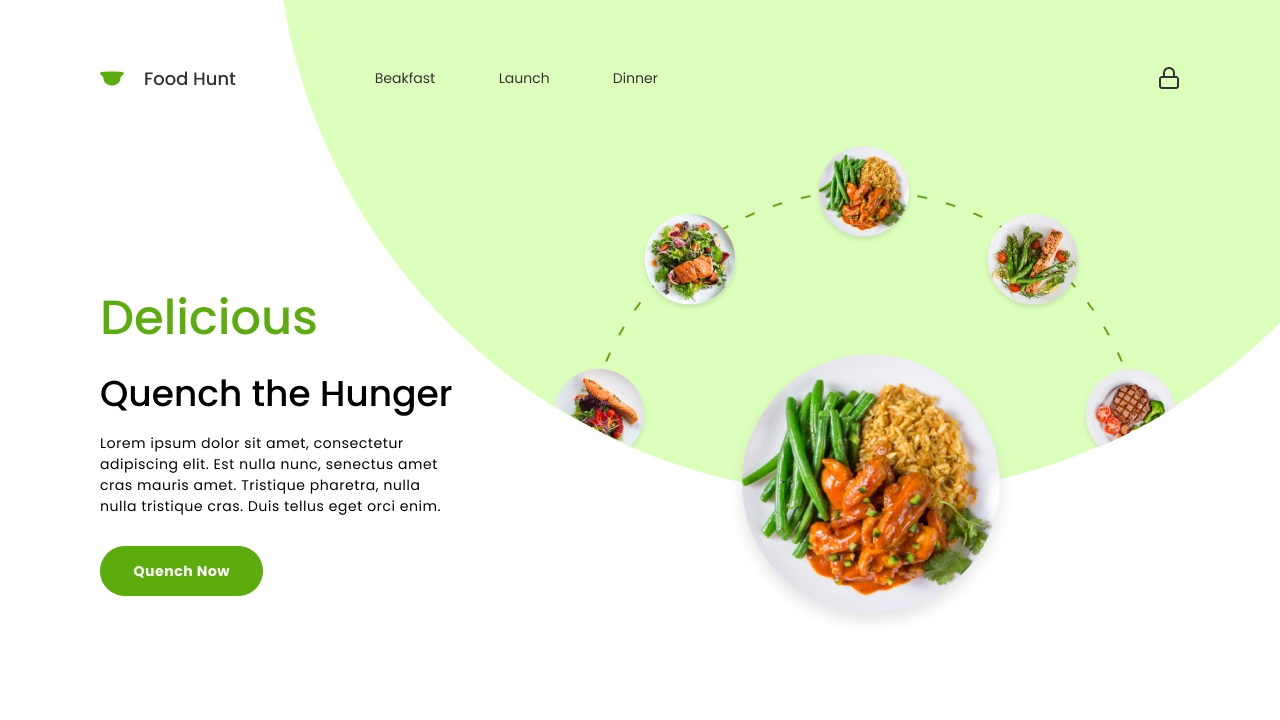 Food Hunt
Beakfast
Launch
Dinner
Delicious
Quench the Hunger
Lorem ipsum dolor sit amet, consectetur
adipiscing elit. Est nulla nunc, senectus amet
cras mauris amet. Tristique pharetra, nulla
nulla tristique cras. Duis tellus eget orci enim.
Quench Now